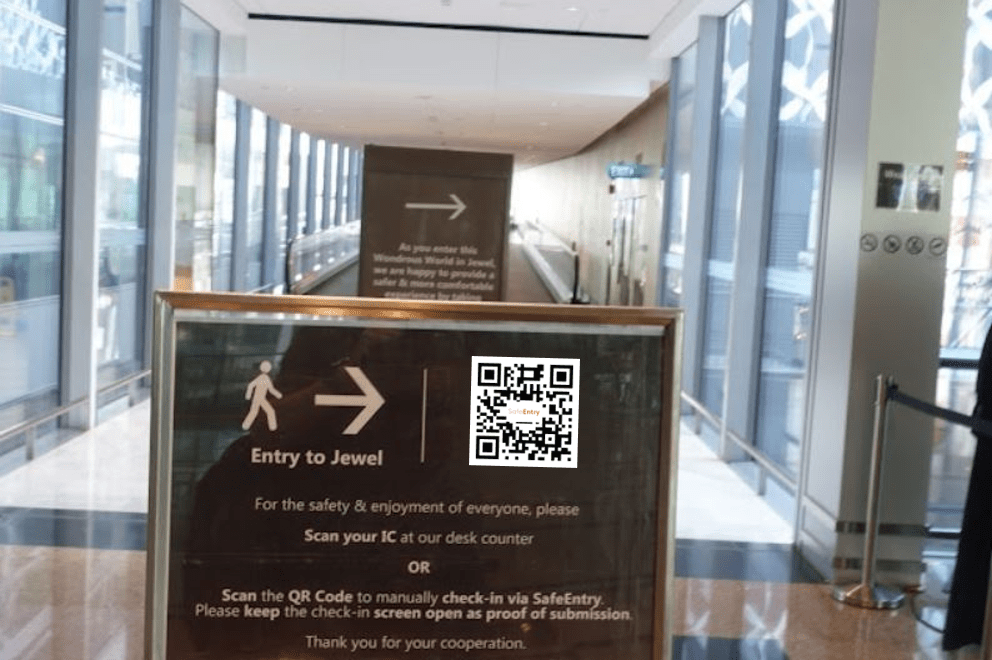 As you enter this
Wondrous World in Jewel,
we are happy to provide a
safer & more comfortable
experience by taking
Entry to Jewel
SafeEntry
For the safety & enjoyment of everyone, please
Scan your IC at our desk counter
OR
Scan the QR Code to manually check-in via SafeEntry.
Please keep the check-in screen open as proof of submission.
Thank you for your cooperation.